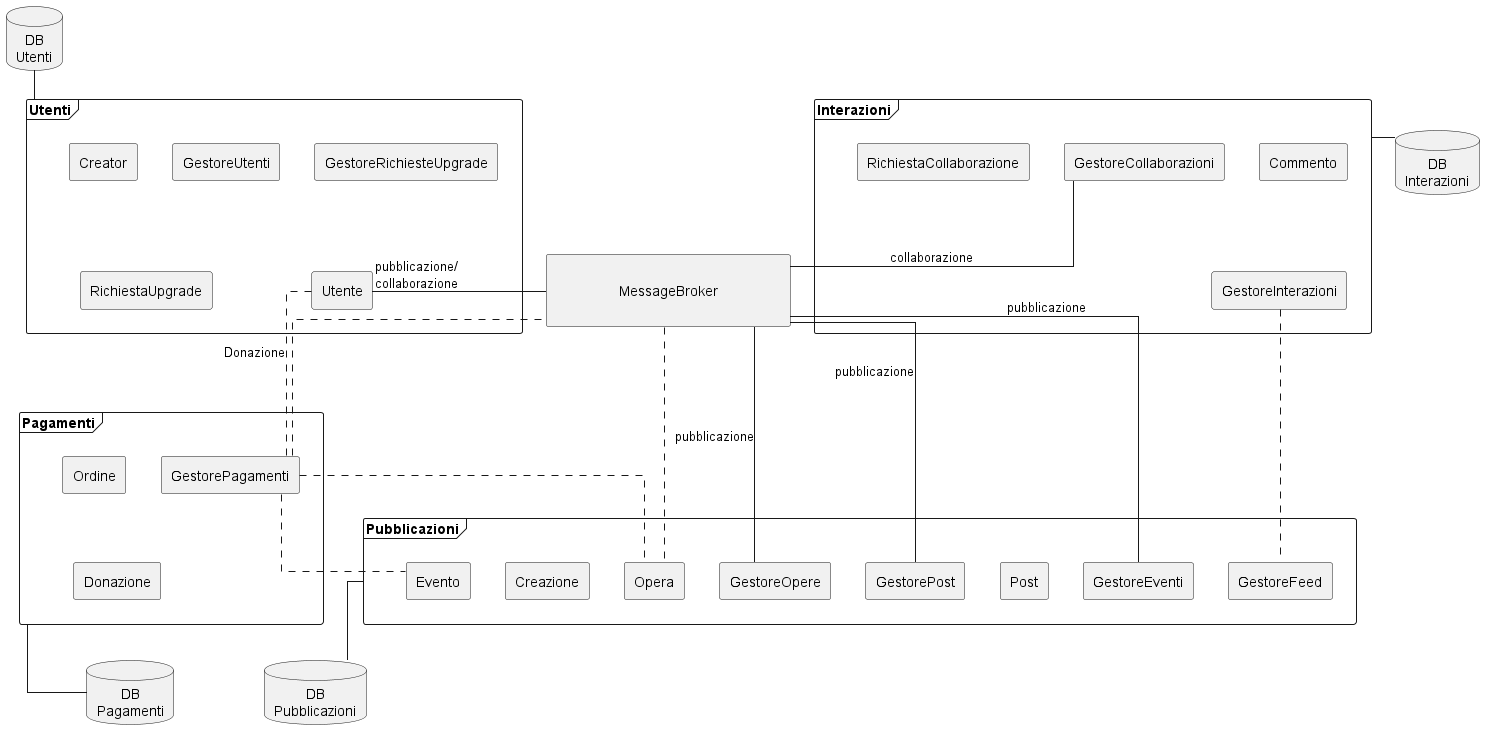 DB
Utenti
Utenti
Interazioni
Creator
GestoreUtenti
GestoreRichiesteUpgrade
RichiestaCollaborazione
GestoreCollaborazioni
Commento
DB
Interazioni
collaborazione
pubblicazione/
collaborazione
RichiestaUpgrade
Utente
MessageBroker
GestoreInterazioni
pubblicazione
Donazione
pubblicazione
Pagamenti
pubblicazione
Ordine
GestorePagamenti
Pubblicazioni
Donazione
Evento
Creazione
Opera
GestoreOpere
GestorePost
Post
GestoreEventi
GestoreFeed
DB
Pagamenti
DB
Pubblicazioni